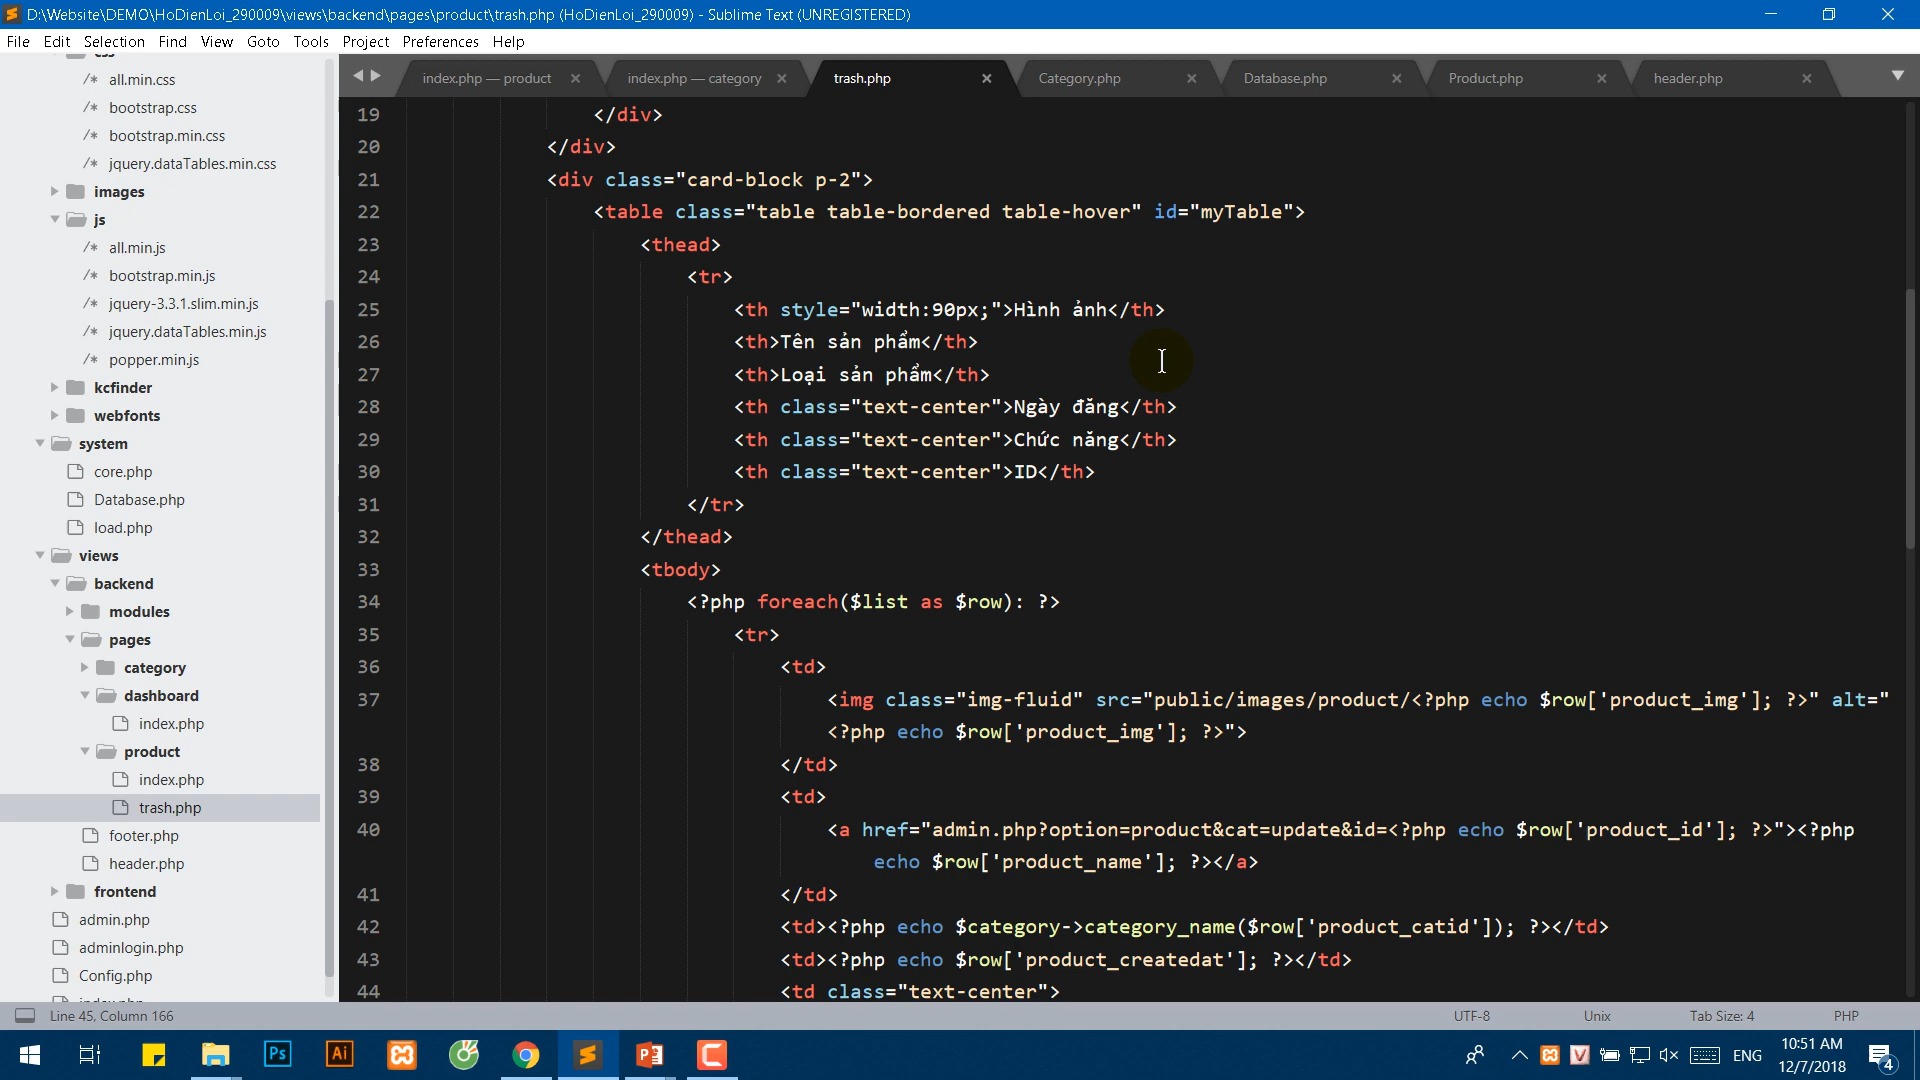 D:\Website\DEMO\HoDienLoi_290009\views\backend\pages\product\trash.php (HoDienLoi_290009) - Sublime Text (UNREGISTERED)
File Edit Selection Find View Goto Tools Project Preferences Help
css
/* all.min.css
/* bootstrap.css
/* bootstrap.min.css
/* jquery.dataTables.min.css
images
js
/* all.min.js
/* bootstrap.min.js
/* jquery-3.3.1.slim.min.js
/* jquery.dataTables.min.js
/* popper.min.js
kcfinder
webfonts
system
core.php
Database.php
load.php
views
backend
modules
pages
category
dashboard
index.php
product
index.php
trash.php
footer.php
header.php
frontend
admin.php
adminlogin.php
Config.php
index.php
index.php — product × index.php — category × trash.php × Category.php × Database.php × Product.php × header.php ×
19 </div>
20 </div>
21 <div class="card-block p-2">
22 <table class="table table-bordered table-hover" id="myTable">
23 <thead>
24 <tr>
25 <th style="width:90px;">Hình ảnh</th>
26 <th>Tên sản phẩm</th>
27 <th>Loại sản phẩm</th>
28 <th class="text-center">Ngày đăng</th>
29 <th class="text-center">Chức năng</th>
30 <th class="text-center">ID</th>
31 </tr>
32 </thead>
33 <tbody>
34 <?php foreach($list as $row): ?>
35 <tr>
36 <td>
37 <img class="img-fluid" src="public/images/product/<?php echo $row['product_img']; ?>" alt="
<?php echo $row['product_img']; ?>">
38 </td>
39 <td>
40 <a href="admin.php?option=product&cat=update&id=<?php echo $row['product_id']; ?>"><?php
echo $row['product_name']; ?></a>
41 </td>
42 <td><?php echo $category->category_name($row['product_catid']); ?></td>
43 <td><?php echo $row['product_createdat']; ?></td>
44 <td class="text-center">
Line 45, Column 166 UTF-8 Unix Tab Size: 4 PHP
Ps Ai ENG 10:51 AM
12/7/2018 4